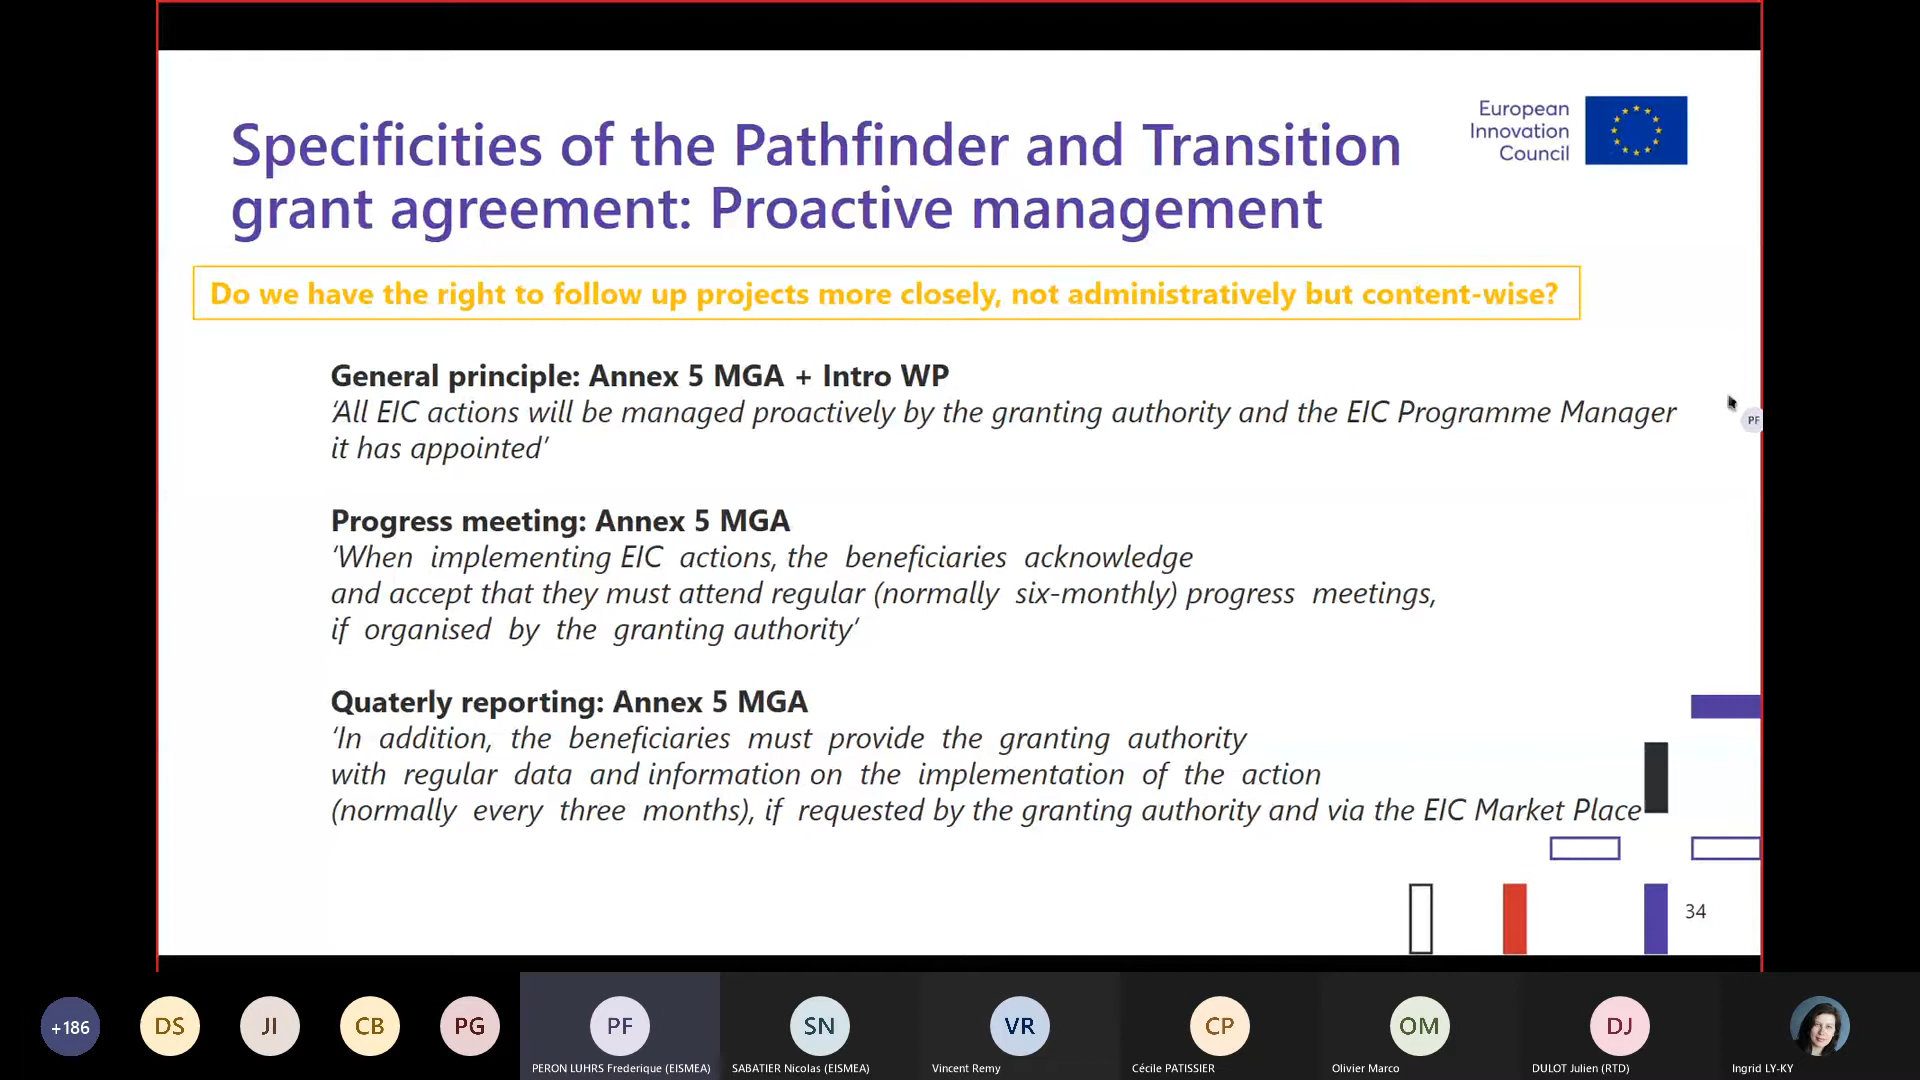 European
Innovation
Council
Specificities of the Pathfinder and Transition
grant agreement: Proactive management
Do we have the right to follow up projects more closely, not administratively but content-wise?
General principle: Annex 5 MGA + Intro WP
‘All EIC actions will be managed proactively by the granting authority and the EIC Programme Manager
it has appointed’
PF
Progress meeting: Annex 5 MGA
‘When implementing EIC actions, the beneficiaries acknowledge
and accept that they must attend regular (normally six-monthly) progress meetings,
if organised by the granting authority’
Quaterly reporting: Annex 5 MGA
‘In addition, the beneficiaries must provide the granting authority
with regular data and information on the implementation of the action
(normally every three months), if requested by the granting authority and via the EIC Market Place
34
+186
DS
JI
CB
PG
PF
SN
VR
CP
OM
DJ
PERON LUHRS Frederique (EISMEA)
SABATIER Nicolas (EISMEA)
Vincent Remy
Cécile PATISSIER
Olivier Marco
DULOT Julien (RTD)
Ingrid LY-KY